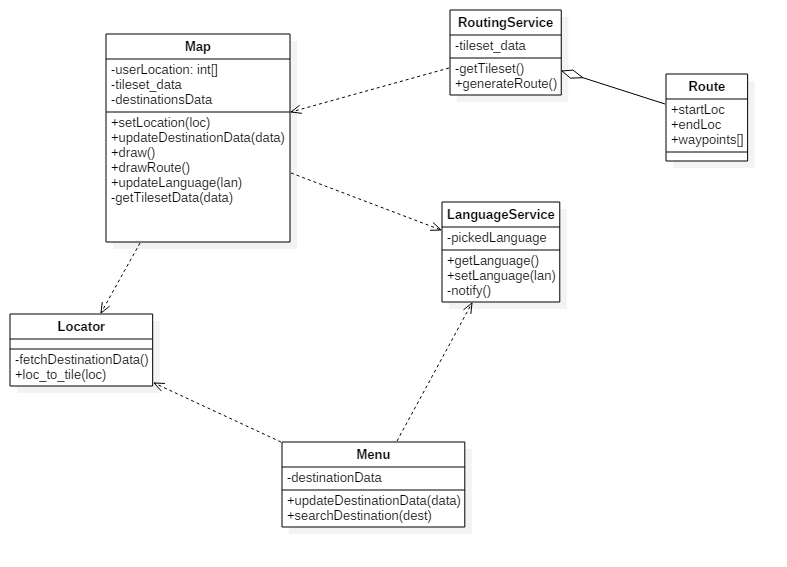 Map
-userLocation: int[]
-tileset_data
-destinationsData
+setLocation(loc)
+updateDestinationData(data)
+draw()
+drawRoute()
+updateLanguage(lan)
-getTilesetData(data)
RoutingService
-tileset_data
-getTileset()
+generateRoute()
Route
+startLoc
+endLoc
+waypoints[]
LanguageService
-pickedLanguage
+getLanguage()
+setLanguage(lan)
-notify()
Locator
-fetchDestinationData()
+loc_to_tile(loc)
Menu
-destinationData
+updateDestinationData(data)
+searchDestination(dest)